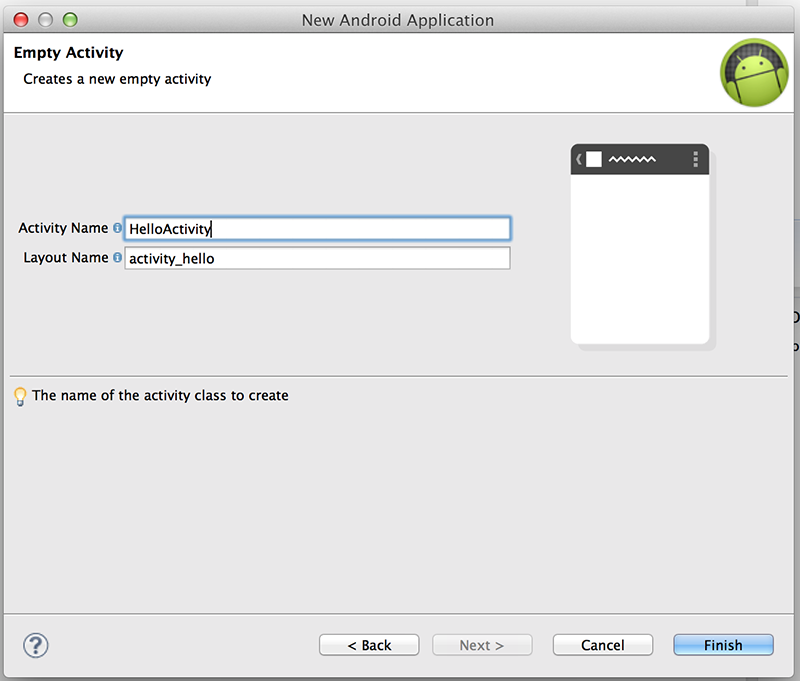 New Android Application
Empty Activity
Creates a new empty activity
Activity Name HelloActivity
Layout Name activity_hello
The name of the activity class to create
? < Back Next > Cancel Finish